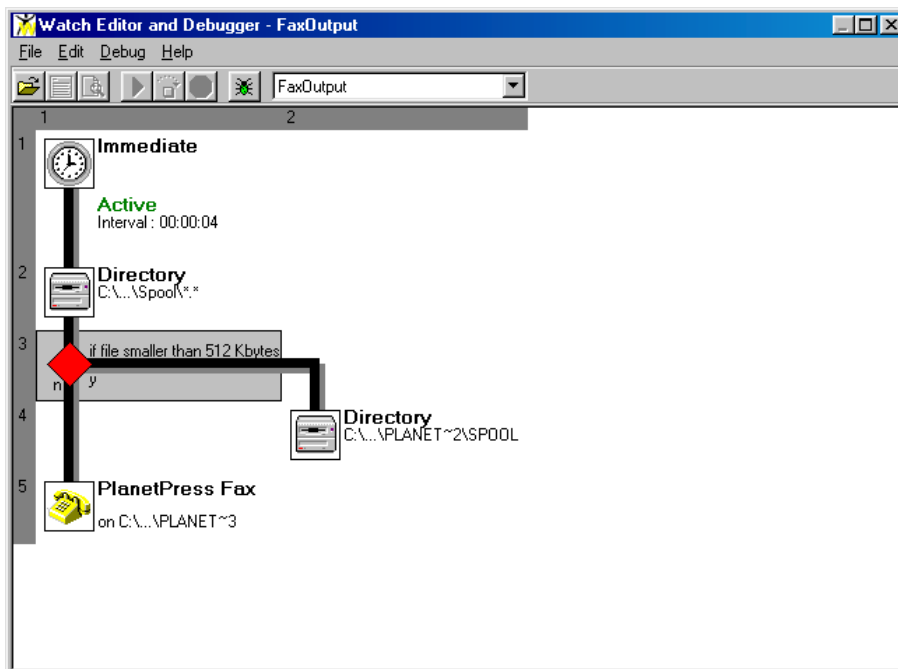 Watch Editor and Debugger - FaxOutput
File Edit Debug Help
FaxOutput
1 2
1 Immediate
Active
Interval : 00:00:04
2 Directory
C:\...\Spool\*.*
3 if file smaller than 512 Kbytes
n y
4 Directory
C:\...\PLANET~2\SPOOL
5 PlanetPress Fax
on C:\...\PLANET~3